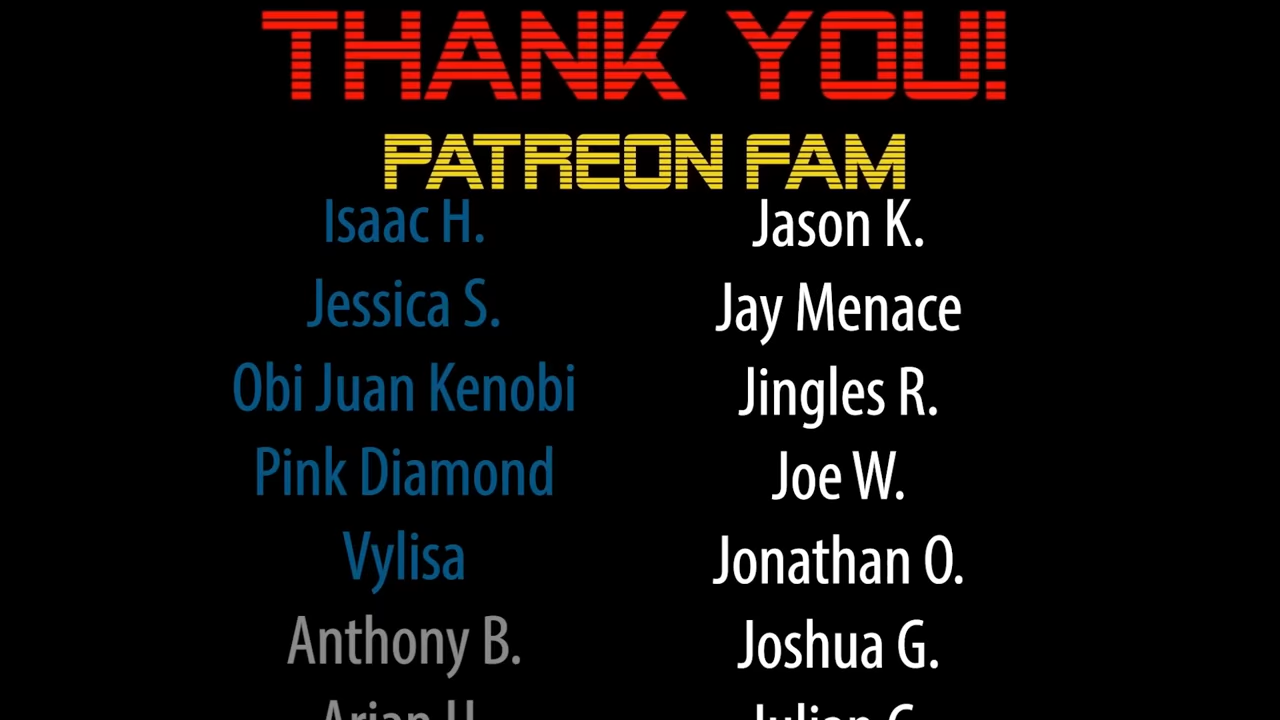 THANK YOU!
PATREON FAM
Isaac H.
Jessica S.
Obi Juan Kenobi
Pink Diamond
Vylisa
Anthony B.
Jason K.
Jay Menace
Jingles R.
Joe W.
Jonathan O.
Joshua G.